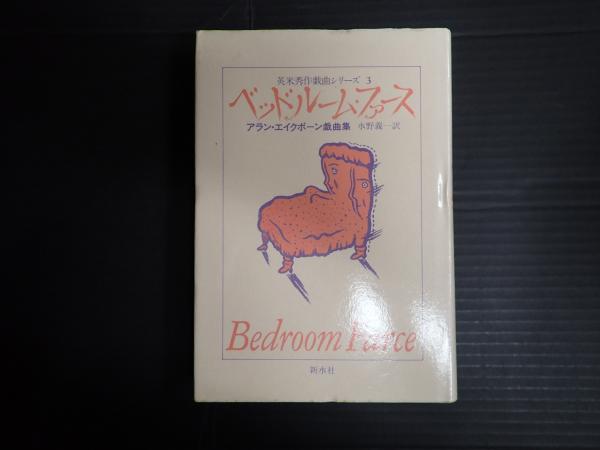 英米秀作戯曲シリーズ 3
ベッドルーム・ファース
アラン・エイクボーン戯曲集 水野義一訳
Bedroom Farce
新水社